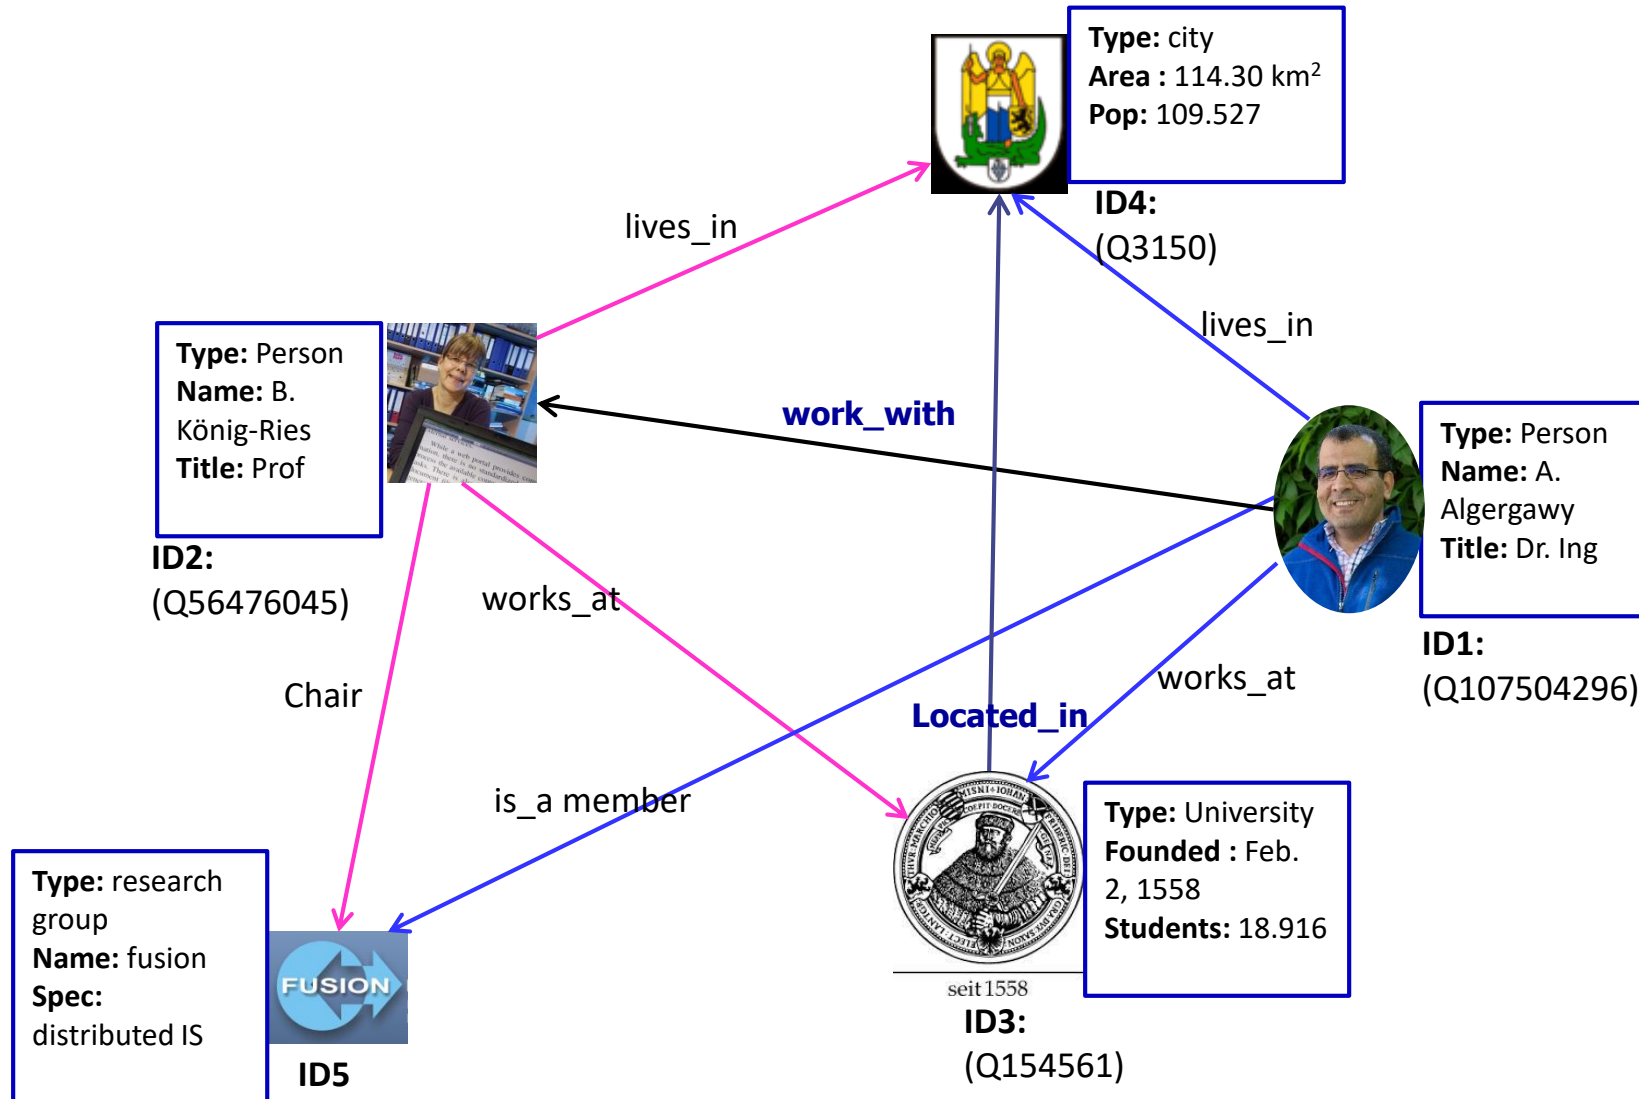 Type: city
Area : 114.30 km²
Pop: 109.527
ID4:
(Q3150)
lives_in
lives_in
Type: Person
Name: B.
König-Ries
Title: Prof
ID2:
(Q56476045)
work_with
Type: Person
Name: A.
Algergawy
Title: Dr. Ing
ID1:
(Q107504296)
works_at
works_at
Chair
Located_in
is_a member
Type: research
group
Name: fusion
Spec:
distributed IS
FUSION
ID5
Type: University
Founded : Feb.
2, 1558
Students: 18.916
seit 1558
ID3:
(Q154561)